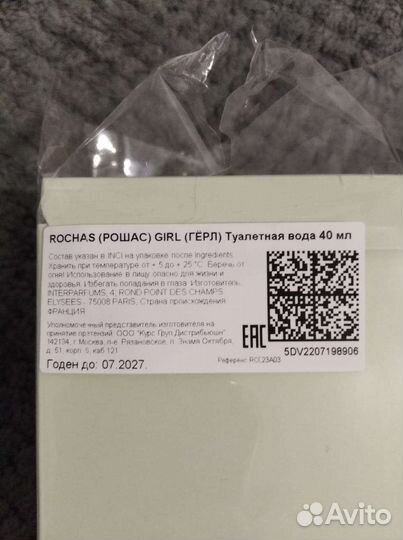 ROCHAS (РОШАС) GIRL (ГЁРЛ) Туалетная вода 40 мл
Состав указан в INCI на упаковке после Ingredients.
Хранить при температуре от + 5 до + 25 °C. Беречь от
огня! Использование в пищу опасно для жизни и
здоровья. Избегать попадания в глаза. Изготовитель:
INTERPARFUMS, 4, ROND POINT DES CHAMPS
ELYSEES - 75008 PARIS, Страна происхождения:
ФРАНЦИЯ
Уполномоченный представитель изготовителя на
принятие претензий: ООО "Курс Груп Дистрибьюшн"
142134, г.Москва, п-е Рязановское, п. Знамя Октября,
д. 51, корп. 5, каб 121
Годен до: 07.2027.
EAC
5DV2207198906
Референс: RCC23A03
Avito